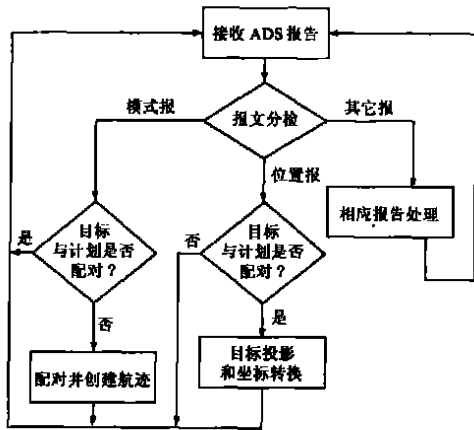 接收 ADS 报告
报文分检
模式报
其它报
位置报
相应报告处理
目标
与计划是否
配对？
是
否
目标
与计划是否
配对？
否
是
配对并创建航迹
目标投影
和坐标转换